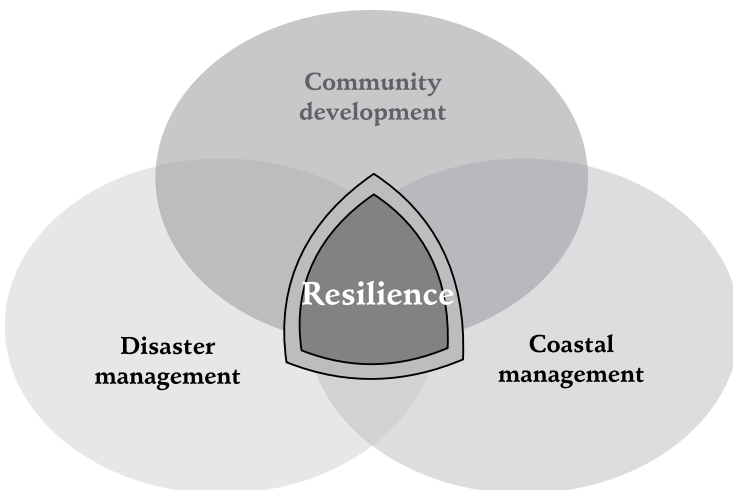 Community
development
Resilience
Disaster
management
Coastal
management